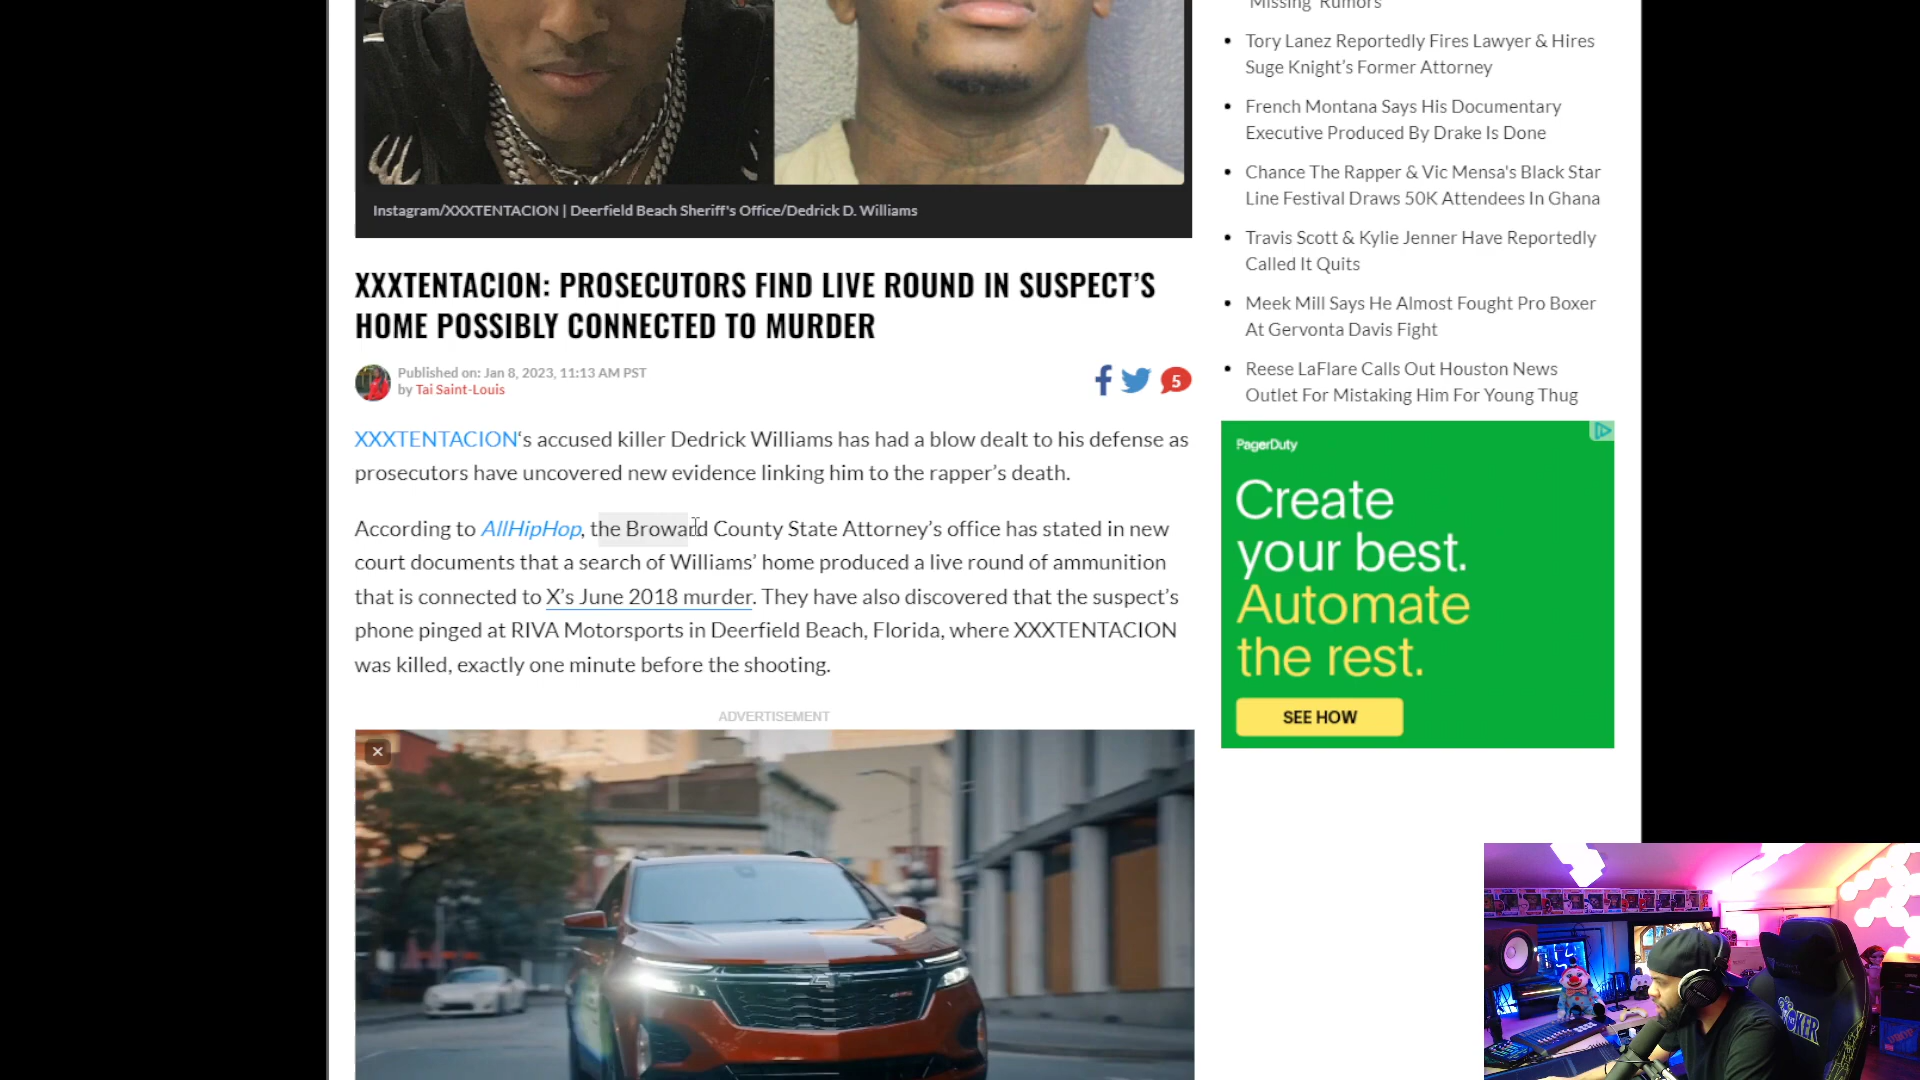 'Missing' Rumors
Tory Lanez Reportedly Fires Lawyer & Hires
Suge Knight's Former Attorney
French Montana Says His Documentary
Executive Produced By Drake Is Done
Chance The Rapper & Vic Mensa's Black Star
Line Festival Draws 50K Attendees In Ghana
Travis Scott & Kylie Jenner Have Reportedly
Called It Quits
Meek Mill Says He Almost Fought Pro Boxer
At Gervonta Davis Fight
Reese LaFlare Calls Out Houston News
Outlet For Mistaking Him For Young Thug
Instagram/XXXTENTACION | Deerfield Beach Sheriff's Office/Dedrick D. Williams
XXXTENTACION: PROSECUTORS FIND LIVE ROUND IN SUSPECT'S
HOME POSSIBLY CONNECTED TO MURDER
Published on: Jan 8, 2023, 11:13 AM PST
by Tai Saint-Louis
5
XXXTENTACION‘s accused killer Dedrick Williams has had a blow dealt to his defense as
prosecutors have uncovered new evidence linking him to the rapper’s death.
According to AllHipHop, the Broward County State Attorney’s office has stated in new
court documents that a search of Williams’ home produced a live round of ammunition
that is connected to X’s June 2018 murder. They have also discovered that the suspect’s
phone pinged at RIVA Motorsports in Deerfield Beach, Florida, where XXXTENTACION
was killed, exactly one minute before the shooting.
ADVERTISEMENT
PagerDuty
Create
your best.
Automate
the rest.
SEE HOW